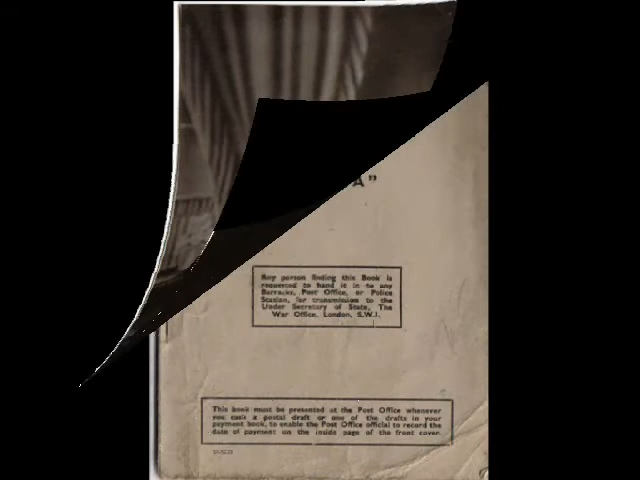 A"
Any person finding this Book is
requested to hand it in to any
Barracks, Post Office, or Police
Station, for transmission to the
Under Secretary of State, The
War Office, London, S.W.1.
This book must be presented at the Post Office whenever
you cash a postal draft or one of the drafts in your
payment book, to enable the Post Office official to record the
date of payment on the inside page of the front cover.